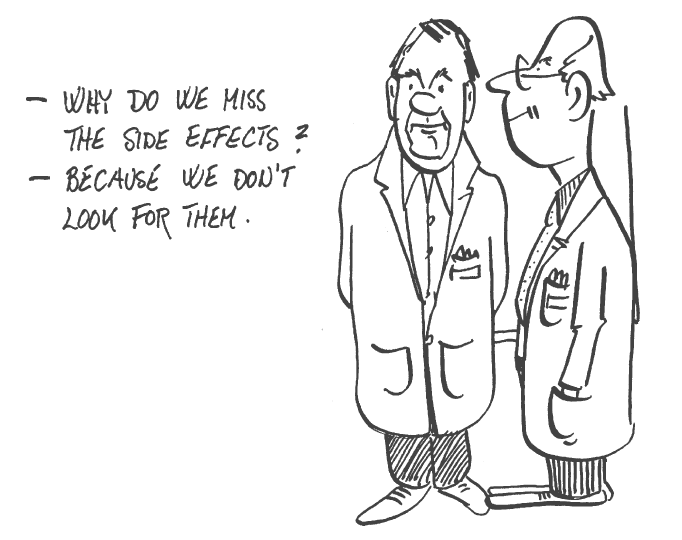 - WHY DO WE MISS
THE SIDE EFFECTS?
- BECAUSE WE DON'T
LOOK FOR THEM.